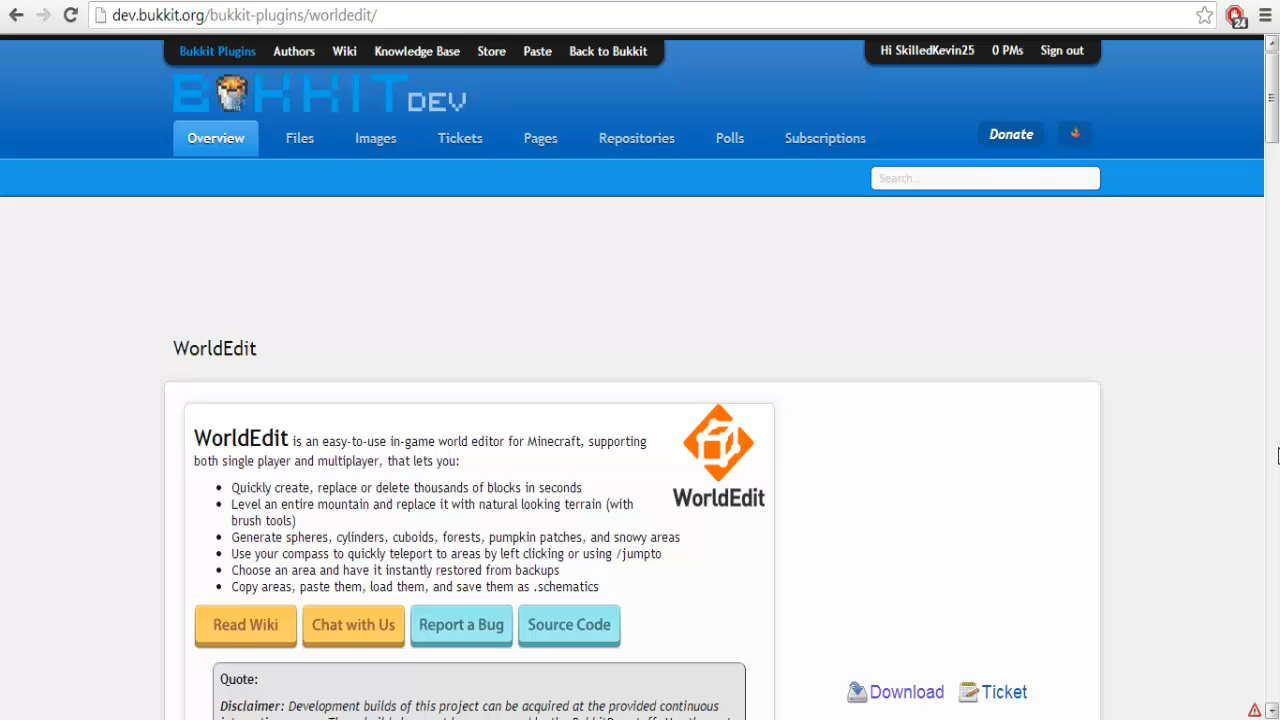 dev.bukkit.org/bukkit-plugins/worldedit/
24
Bukkit Plugins Authors Wiki Knowledge Base Store Paste Back to Bukkit
Hi SkilledKevin25 0 PMs Sign out
BUKKIT DEV
Overview Files Images Tickets Pages Repositories Polls Subscriptions
Donate
Search...
WorldEdit
WorldEdit is an easy-to-use in-game world editor for Minecraft, supporting
both single player and multiplayer, that lets you:
• Quickly create, replace or delete thousands of blocks in seconds
• Level an entire mountain and replace it with natural looking terrain (with
brush tools)
• Generate spheres, cylinders, cuboids, forests, pumpkin patches, and snowy areas
• Use your compass to quickly teleport to areas by left clicking or using /jumpto
• Choose an area and have it instantly restored from backups
• Copy areas, paste them, load them, and save them as .schematics
WorldEdit
Read Wiki Chat with Us Report a Bug Source Code
Quote:
Disclaimer: Development builds of this project can be acquired at the provided continuous
Download Ticket